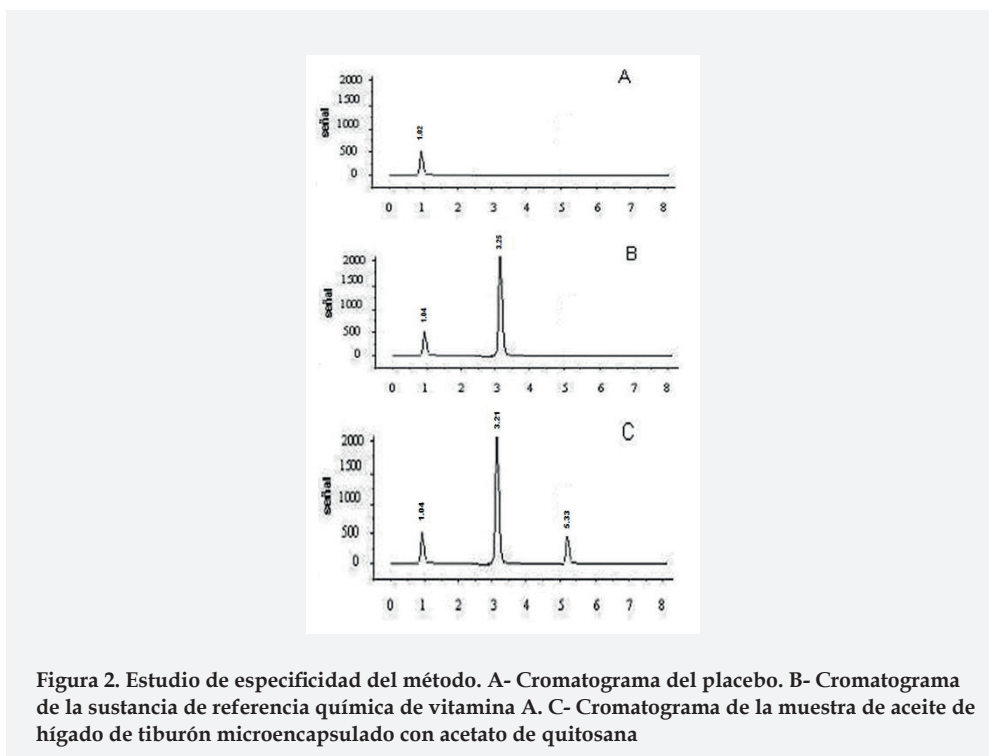 A
2000
1500
1000
500
0
señal
1.02
0 1 2 3 4 5 6 7 8
B
2000
1500
1000
500
0
señal
1.04
3.25
0 1 2 3 4 5 6 7 8
C
2000
1500
1000
500
0
señal
1.04
3.21
5.33
0 1 2 3 4 5 6 7 8
Figura 2. Estudio de especificidad del método. A- Cromatograma del placebo. B- Cromatograma
de la sustancia de referencia química de vitamina A. C- Cromatograma de la muestra de aceite de
hígado de tiburón microencapsulado con acetato de quitosana